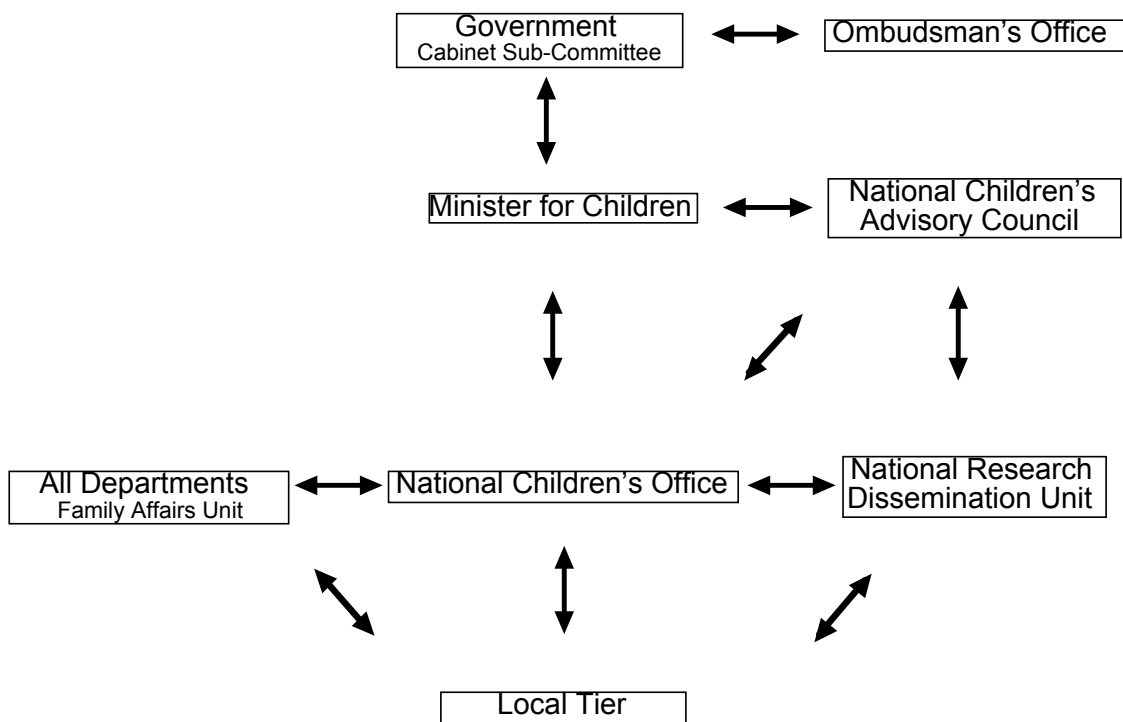 Government
Cabinet Sub-Committee
Ombudsman’s Office
Minister for Children
National Children’s
Advisory Council
All Departments
Family Affairs Unit
National Children’s Office
National Research
Dissemination Unit
Local Tier